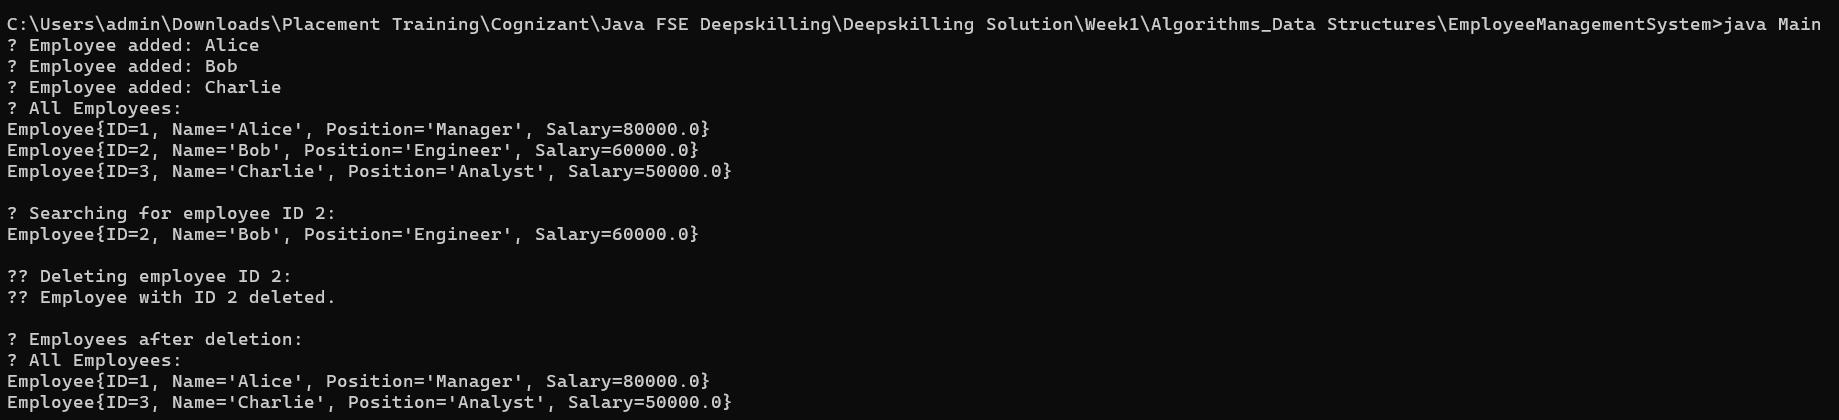 C:\Users\admin\Downloads\Placement Training\Cognizant\Java FSE Deepskilling\Deepskilling Solution\Week1\Algorithms_Data Structures\EmployeeManagementSystem>java Main
? Employee added: Alice
? Employee added: Bob
? Employee added: Charlie
? All Employees:
Employee{ID=1, Name='Alice', Position='Manager', Salary=80000.0}
Employee{ID=2, Name='Bob', Position='Engineer', Salary=60000.0}
Employee{ID=3, Name='Charlie', Position='Analyst', Salary=50000.0}
? Searching for employee ID 2:
Employee{ID=2, Name='Bob', Position='Engineer', Salary=60000.0}
?? Deleting employee ID 2:
?? Employee with ID 2 deleted.
? Employees after deletion:
? All Employees:
Employee{ID=1, Name='Alice', Position='Manager', Salary=80000.0}
Employee{ID=3, Name='Charlie', Position='Analyst', Salary=50000.0}